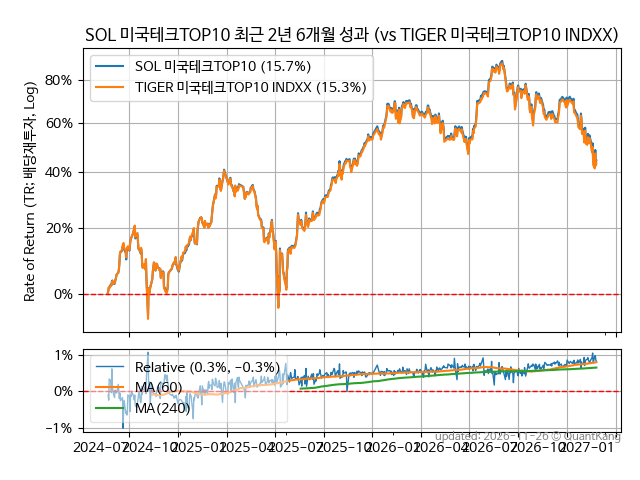 SOL 미국테크TOP10 최근 2년 6개월 성과 (vs TIGER 미국테크TOP10 INDXX)
Rate of Return (TR: 배당재투자, Log)
SOL 미국테크TOP10 (15.7%)
TIGER 미국테크TOP10 INDXX (15.3%)
80%
60%
40%
20%
0%
1%
0%
−1%
Relative (0.3%, −0.3%)
MA(60)
MA(240)
2024−07 2024−10 2025−01 2025−04 2025−07 2025−10 2026−01 2026−04 2026−07 2026−10 2027−01
updated: 2026−11−26 © QuantKang